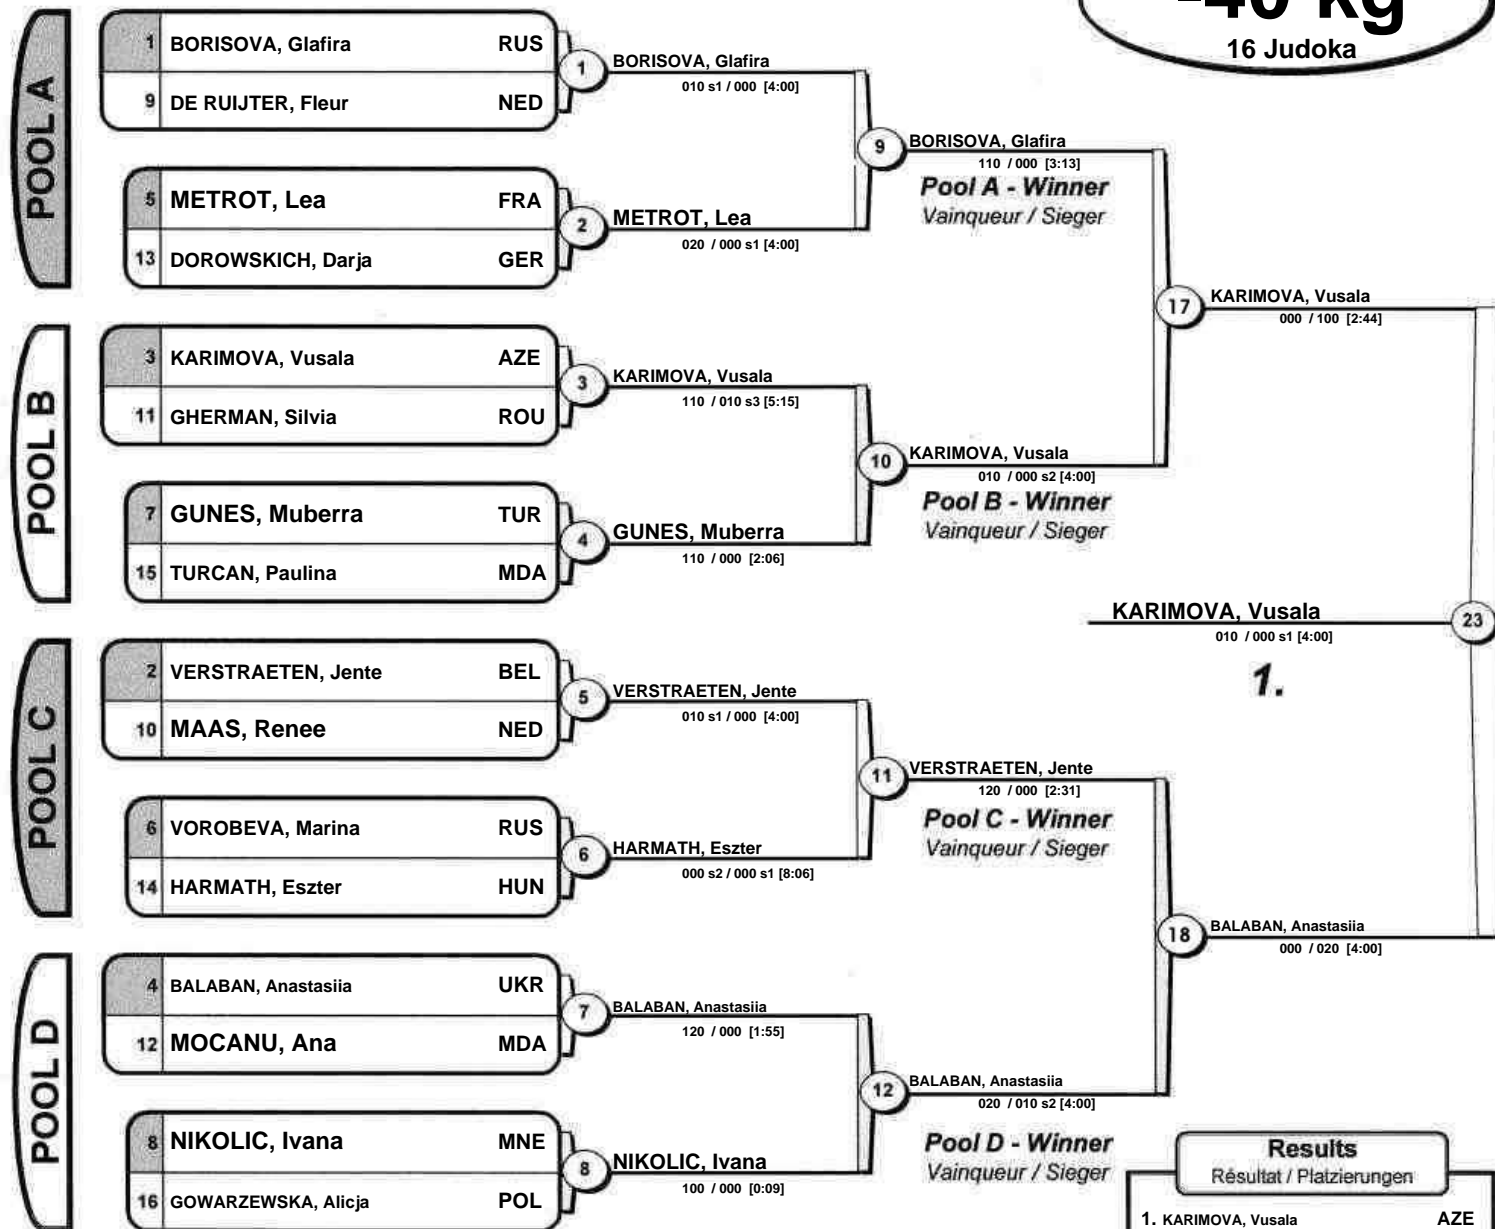 -40 kg
16 Judoka
POOL A
1 BORISOVA, Glafira RUS
9 DE RUIJTER, Fleur NED
1
BORISOVA, Glafira
010 s1 / 000 [4:00]
5 METROT, Lea FRA
13 DOROWSKICH, Darja GER
2
METROT, Lea
020 / 000 s1 [4:00]
9
BORISOVA, Glafira
110 / 000 [3:13]
Pool A - Winner
Vainqueur / Sieger
POOL B
3 KARIMOVA, Vusala AZE
11 GHERMAN, Silvia ROU
3
KARIMOVA, Vusala
110 / 010 s3 [5:15]
7 GUNES, Muberra TUR
15 TURCAN, Paulina MDA
4
GUNES, Muberra
110 / 000 [2:06]
10
KARIMOVA, Vusala
010 / 000 s2 [4:00]
Pool B - Winner
Vainqueur / Sieger
17
KARIMOVA, Vusala
000 / 100 [2:44]
KARIMOVA, Vusala
010 / 000 s1 [4:00]
1.
23
POOL C
2 VERSTRAETEN, Jente BEL
10 MAAS, Renee NED
5
VERSTRAETEN, Jente
010 s1 / 000 [4:00]
6 VOROBEVA, Marina RUS
14 HARMATH, Eszter HUN
6
HARMATH, Eszter
000 s2 / 000 s1 [8:06]
11
VERSTRAETEN, Jente
120 / 000 [2:31]
Pool C - Winner
Vainqueur / Sieger
18
BALABAN, Anastasiia
000 / 020 [4:00]
POOL D
4 BALABAN, Anastasiia UKR
12 MOCANU, Ana MDA
7
BALABAN, Anastasiia
120 / 000 [1:55]
8 NIKOLIC, Ivana MNE
16 GOWARZEWSKA, Alicja POL
8
NIKOLIC, Ivana
100 / 000 [0:09]
12
BALABAN, Anastasiia
020 / 010 s2 [4:00]
Pool D - Winner
Vainqueur / Sieger
Results
Résultat / Platzierungen
1. KARIMOVA, Vusala AZE